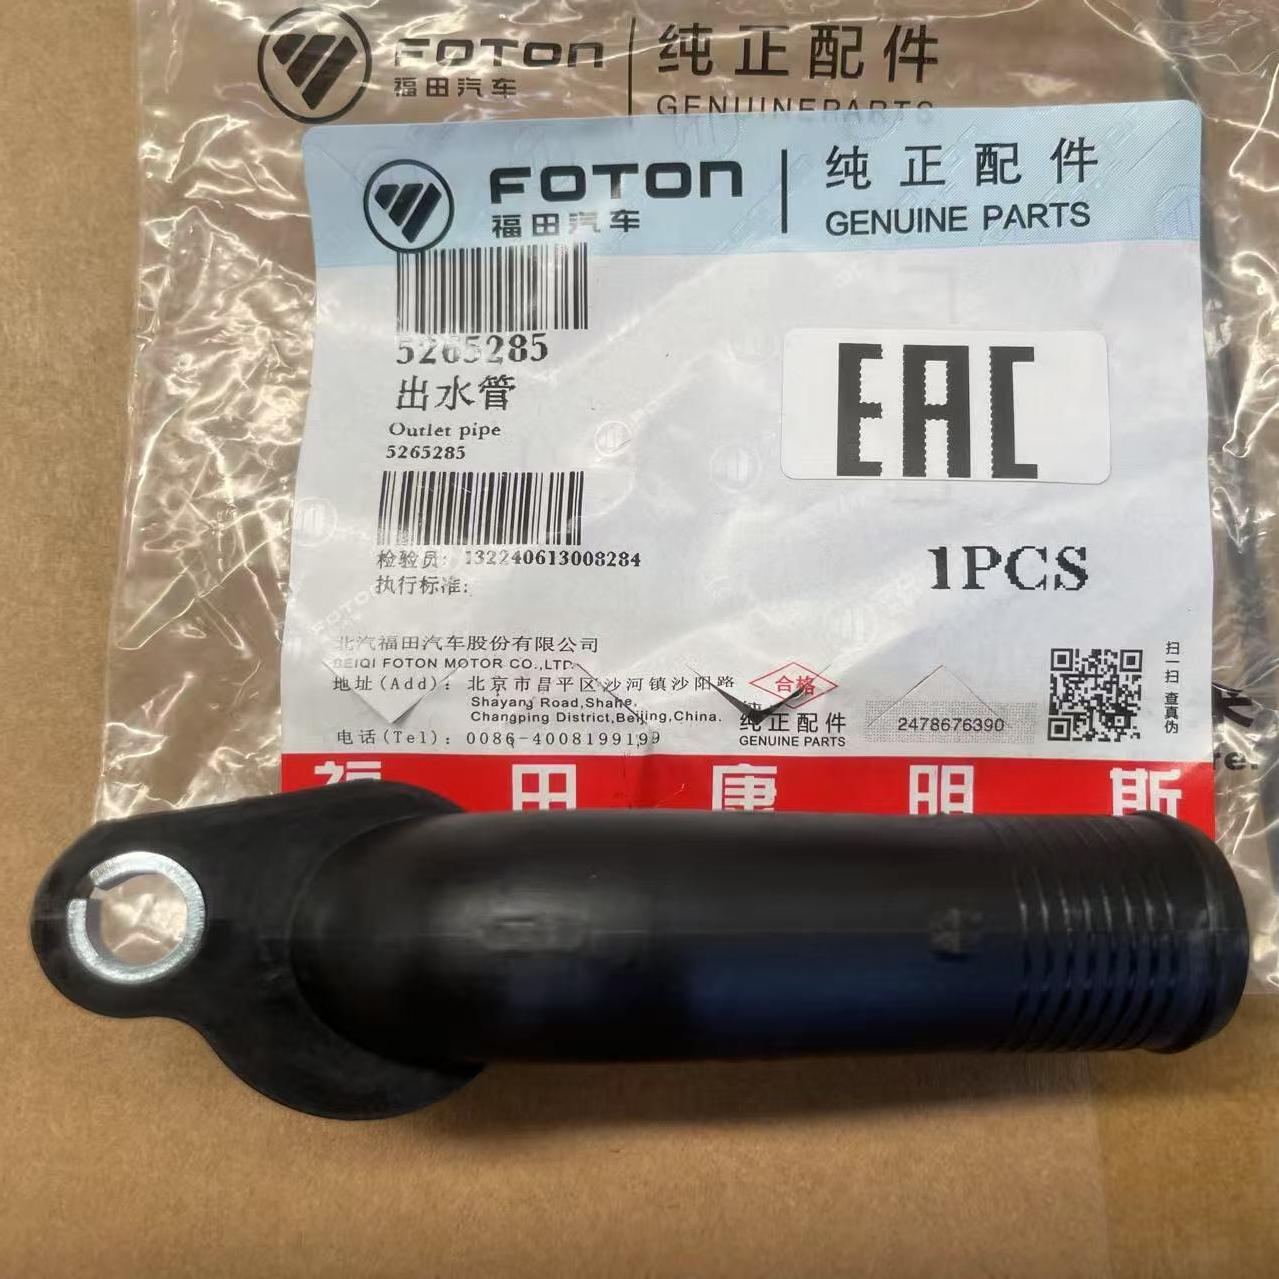 FOTON 纯正配件
福田汽车 GENUINEPARTS
FOTON 纯正配件
福田汽车 GENUINE PARTS
5265285
出水管
Outlet pipe
5265285
EAC
检验员: 132240613008284
执行标准:
1PCS
北汽福田汽车股份有限公司
BEIQI FOTON MOTOR CO.,LTD.
地址(Add): 北京市昌平区沙河镇沙阳路
Shayang Road,Shahe,
Changping District,Beijing,China.
电话(Tel): 0086-4008199199
合格
纯正配件
GENUINE PARTS
2478676390
扫一扫 查真伪
福田康明斯